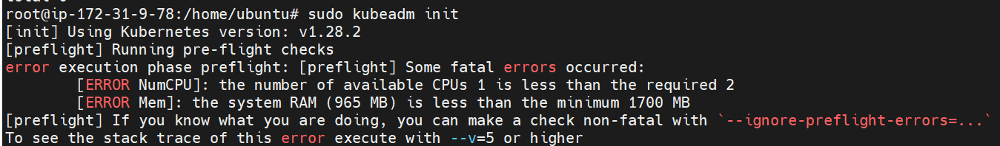 root@ip-172-31-9-78:/home/ubuntu# sudo kubeadm init
[init] Using Kubernetes version: v1.28.2
[preflight] Running pre-flight checks
error execution phase preflight: [preflight] Some fatal errors occurred:
        [ERROR NumCPU]: the number of available CPUs 1 is less than the required 2
        [ERROR Mem]: the system RAM (965 MB) is less than the minimum 1700 MB
[preflight] If you know what you are doing, you can make a check non-fatal with `--ignore-preflight-errors=...`
To see the stack trace of this error execute with --v=5 or higher